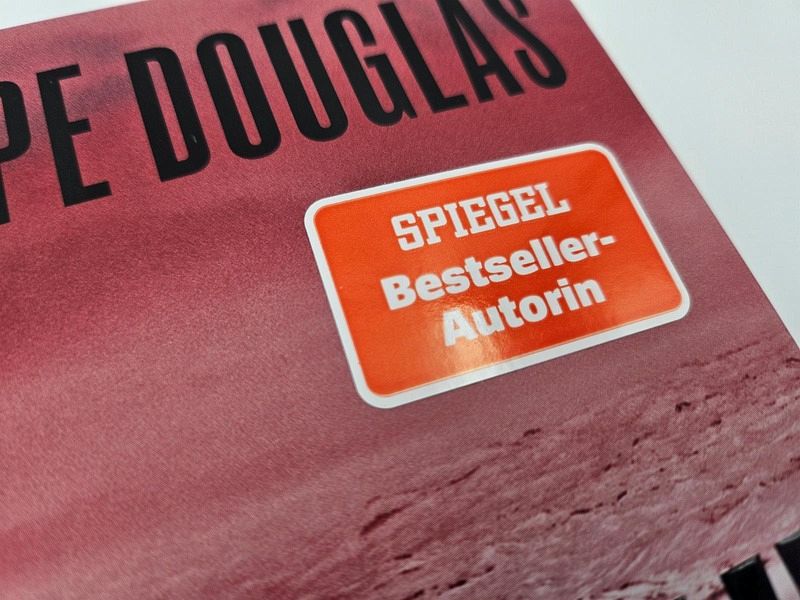 PE DOUGLAS
SPIEGEL
Bestseller-
Autorin